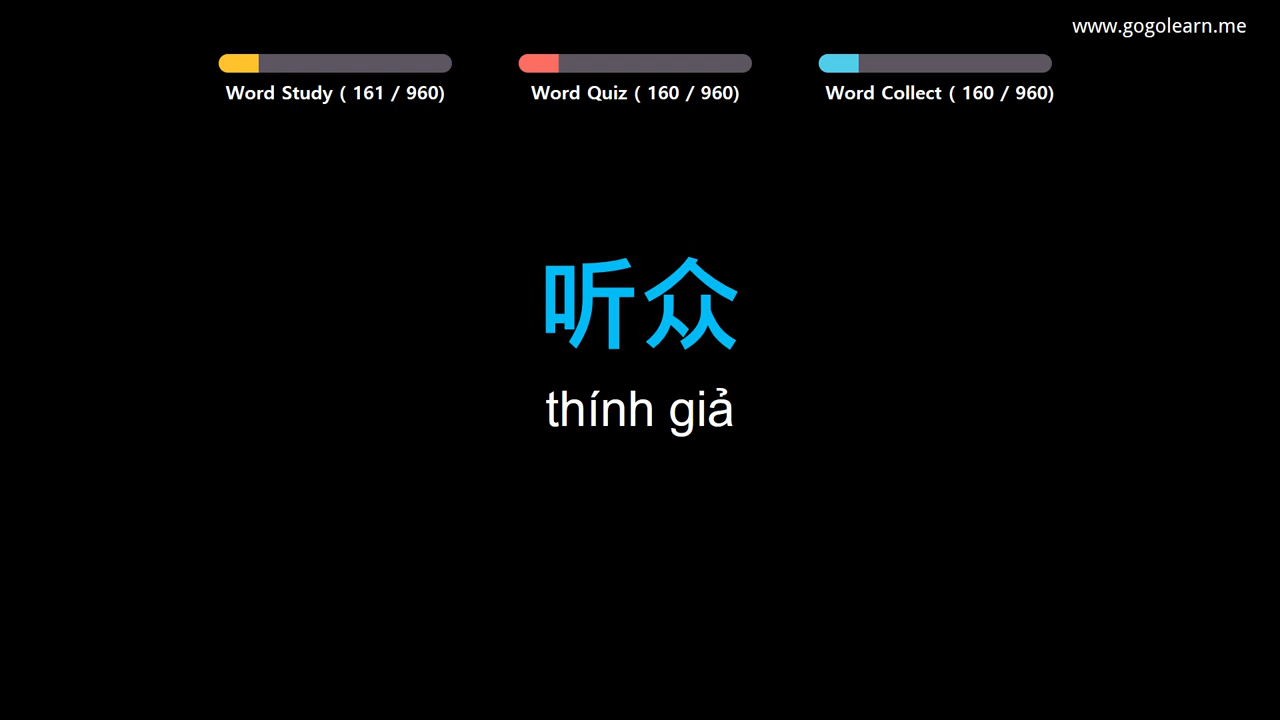 www.gogolearn.me
Word Study ( 161 / 960)
Word Quiz ( 160 / 960)
Word Collect ( 160 / 960)
听众
thính giả